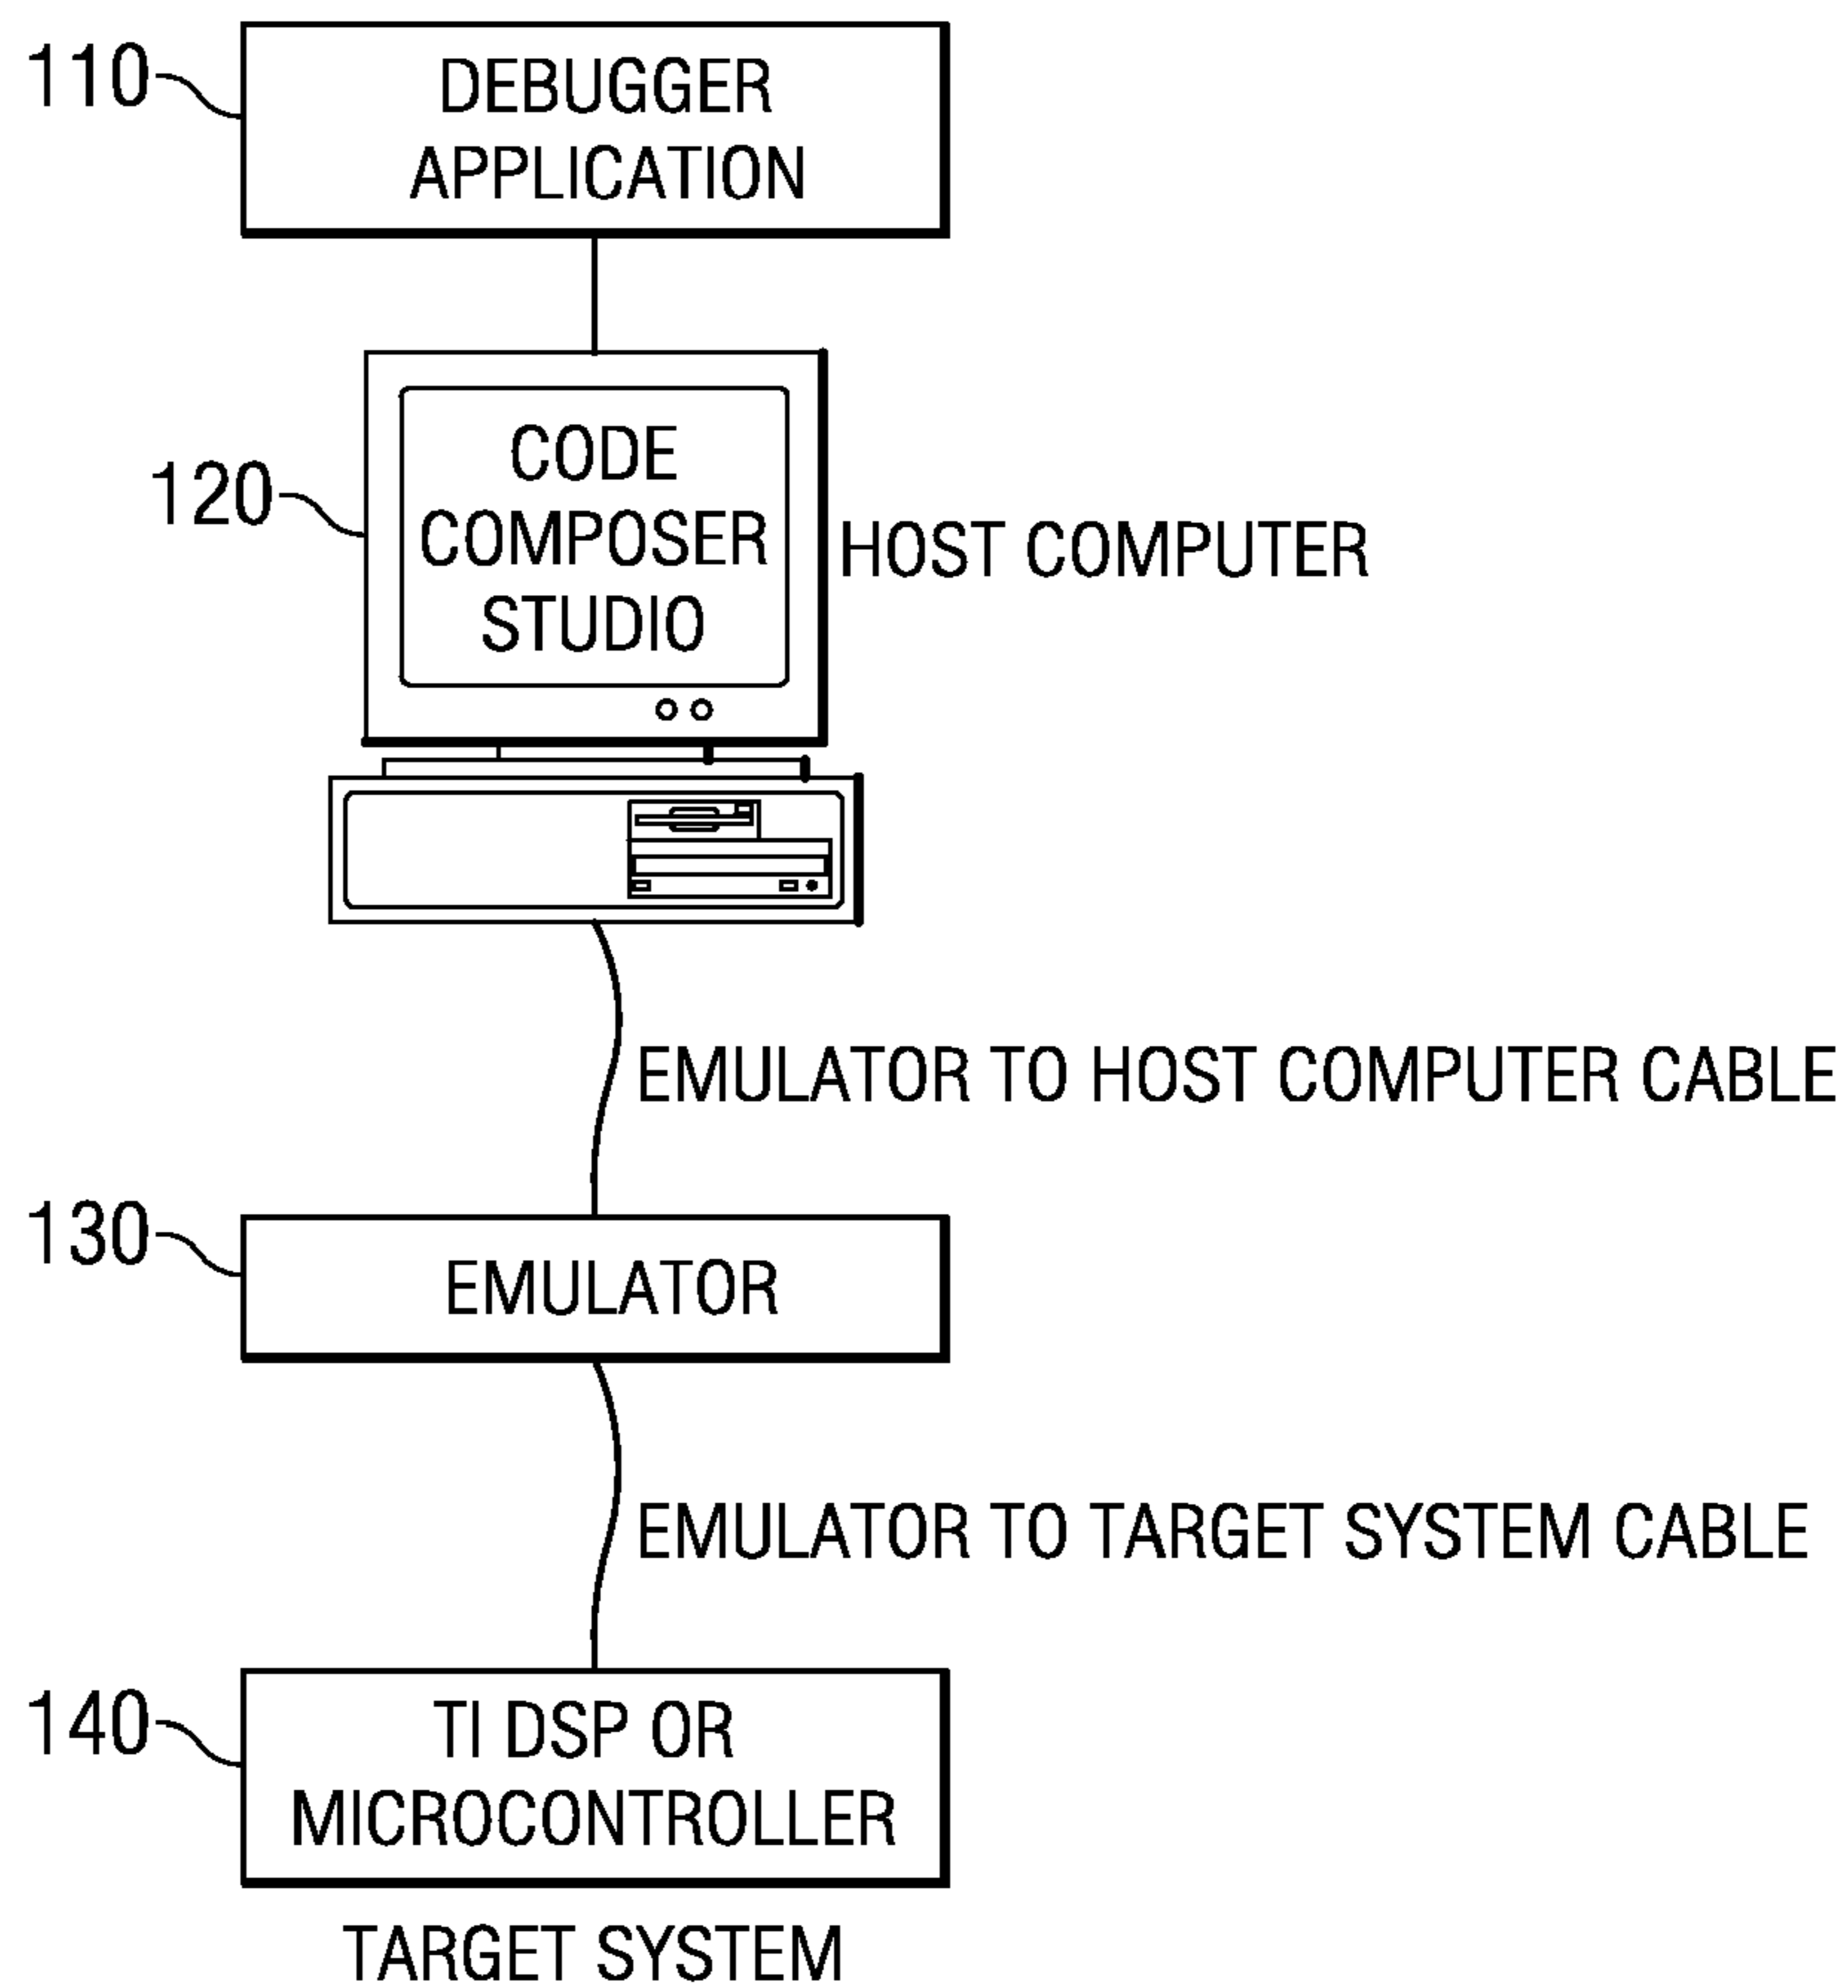 110
DEBUGGER
APPLICATION
120
CODE
COMPOSER
STUDIO
HOST COMPUTER
EMULATOR TO HOST COMPUTER CABLE
130
EMULATOR
EMULATOR TO TARGET SYSTEM CABLE
140
TI DSP OR
MICROCONTROLLER
TARGET SYSTEM